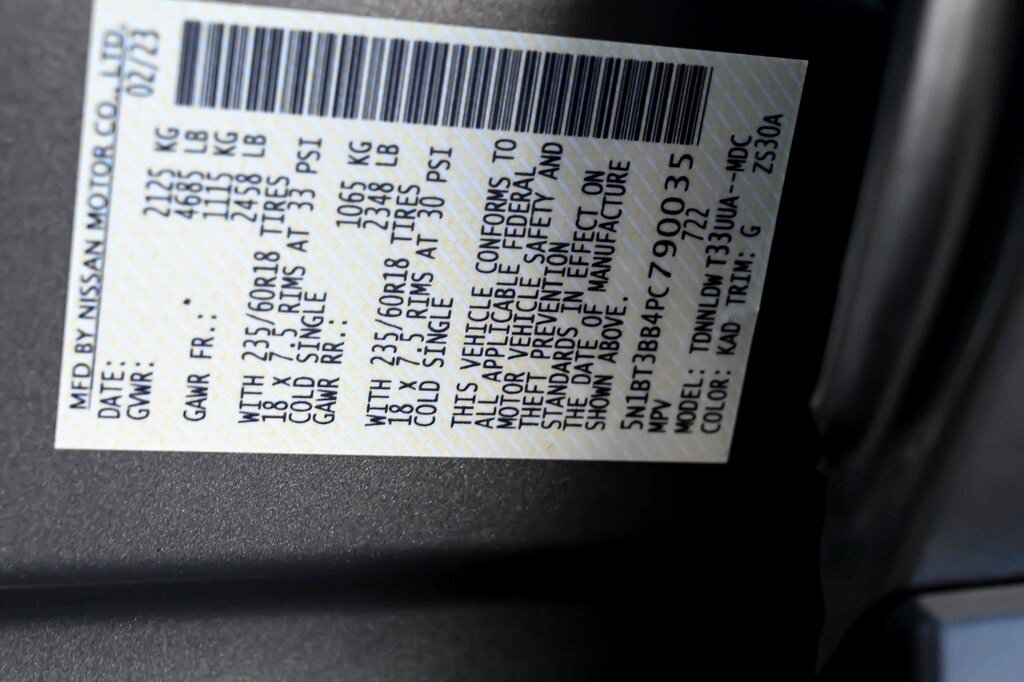 MFD BY NISSAN MOTOR CO., LTD.
DATE: 02/23
GVWR: 2125 KG
4685 LB
GAWR FR.: 1115 KG
2458 LB
WITH 235/60R18 TIRES
18 X 7.5 RIMS AT 33 PSI
COLD SINGLE
GAWR RR.: 1065 KG
2348 LB
WITH 235/60R18 TIRES
18 X 7.5 RIMS AT 30 PSI
COLD SINGLE
THIS VEHICLE CONFORMS TO
ALL APPLICABLE FEDERAL
MOTOR VEHICLE SAFETY AND
THEFT PREVENTION
STANDARDS IN EFFECT ON
THE DATE OF MANUFACTURE
SHOWN ABOVE.
5N1BT3BB4PC790035
MPV 722
MODEL: TDNNLDW T33UUA--MDC
COLOR: KAD TRIM: G ZS30A